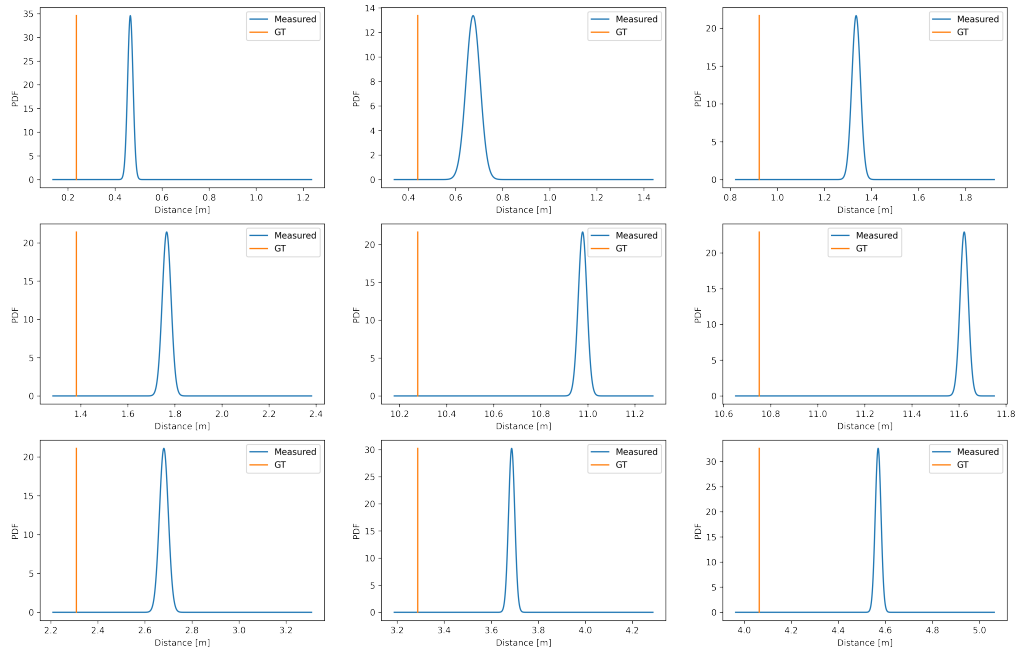 35
30
25
20
15
10
5
0
PDF
0.2 0.4 0.6 0.8 1.0 1.2
Distance [m]
Measured
GT
14
12
10
8
6
4
2
0
PDF
0.4 0.6 0.8 1.0 1.2 1.4
Distance [m]
Measured
GT
20
15
10
5
0
PDF
0.8 1.0 1.2 1.4 1.6 1.8
Distance [m]
Measured
GT
20
15
10
5
0
PDF
1.4 1.6 1.8 2.0 2.2 2.4
Distance [m]
Measured
GT
20
15
10
5
0
PDF
10.2 10.4 10.6 10.8 11.0 11.2
Distance [m]
Measured
GT
20
15
10
5
0
PDF
10.6 10.8 11.0 11.2 11.4 11.6 11.8
Distance [m]
Measured
GT
20
15
10
5
0
PDF
2.2 2.4 2.6 2.8 3.0 3.2
Distance [m]
Measured
GT
30
25
20
15
10
5
0
PDF
3.2 3.4 3.6 3.8 4.0 4.2
Distance [m]
Measured
GT
30
25
20
15
10
5
0
PDF
4.0 4.2 4.4 4.6 4.8 5.0
Distance [m]
Measured
GT